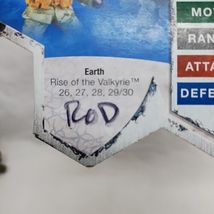 Earth
Rise of the Valkyrie™
26, 27, 28, 29/30
ROD
MO
RAN
ATTA
DEFE